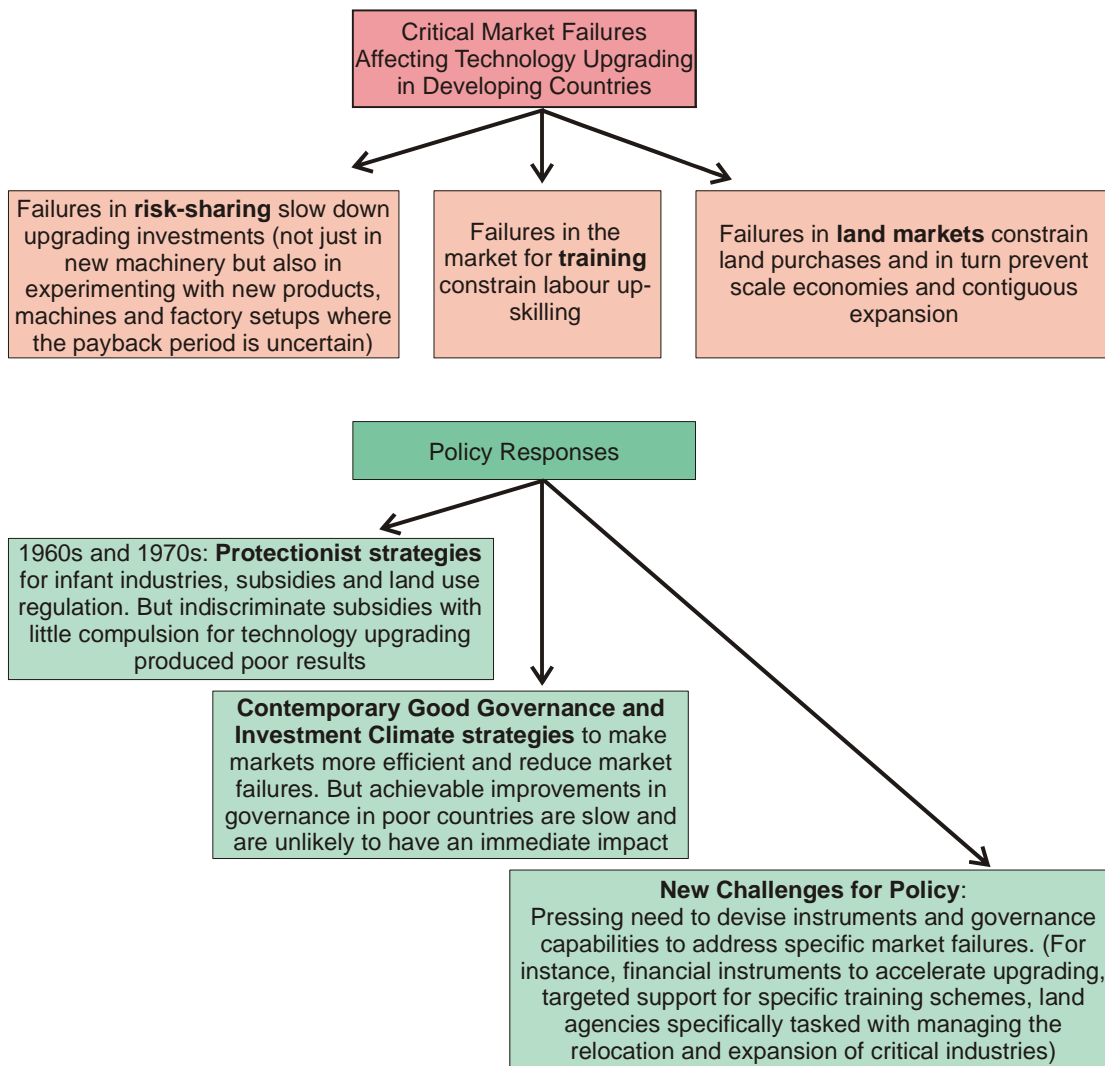 Critical Market Failures
Affecting Technology Upgrading
in Developing Countries
Failures in risk-sharing slow down
upgrading investments (not just in
new machinery but also in
experimenting with new products,
machines and factory setups where
the payback period is uncertain)
Failures in the
market for training
constrain labour up-
skilling
Failures in land markets constrain
land purchases and in turn prevent
scale economies and contiguous
expansion
Policy Responses
1960s and 1970s: Protectionist strategies
for infant industries, subsidies and land use
regulation. But indiscriminate subsidies with
little compulsion for technology upgrading
produced poor results
Contemporary Good Governance and
Investment Climate strategies to make
markets more efficient and reduce market
failures. But achievable improvements in
governance in poor countries are slow and
are unlikely to have an immediate impact
New Challenges for Policy:
Pressing need to devise instruments and governance
capabilities to address specific market failures. (For
instance, financial instruments to accelerate upgrading,
targeted support for specific training schemes, land
agencies specifically tasked with managing the
relocation and expansion of critical industries)